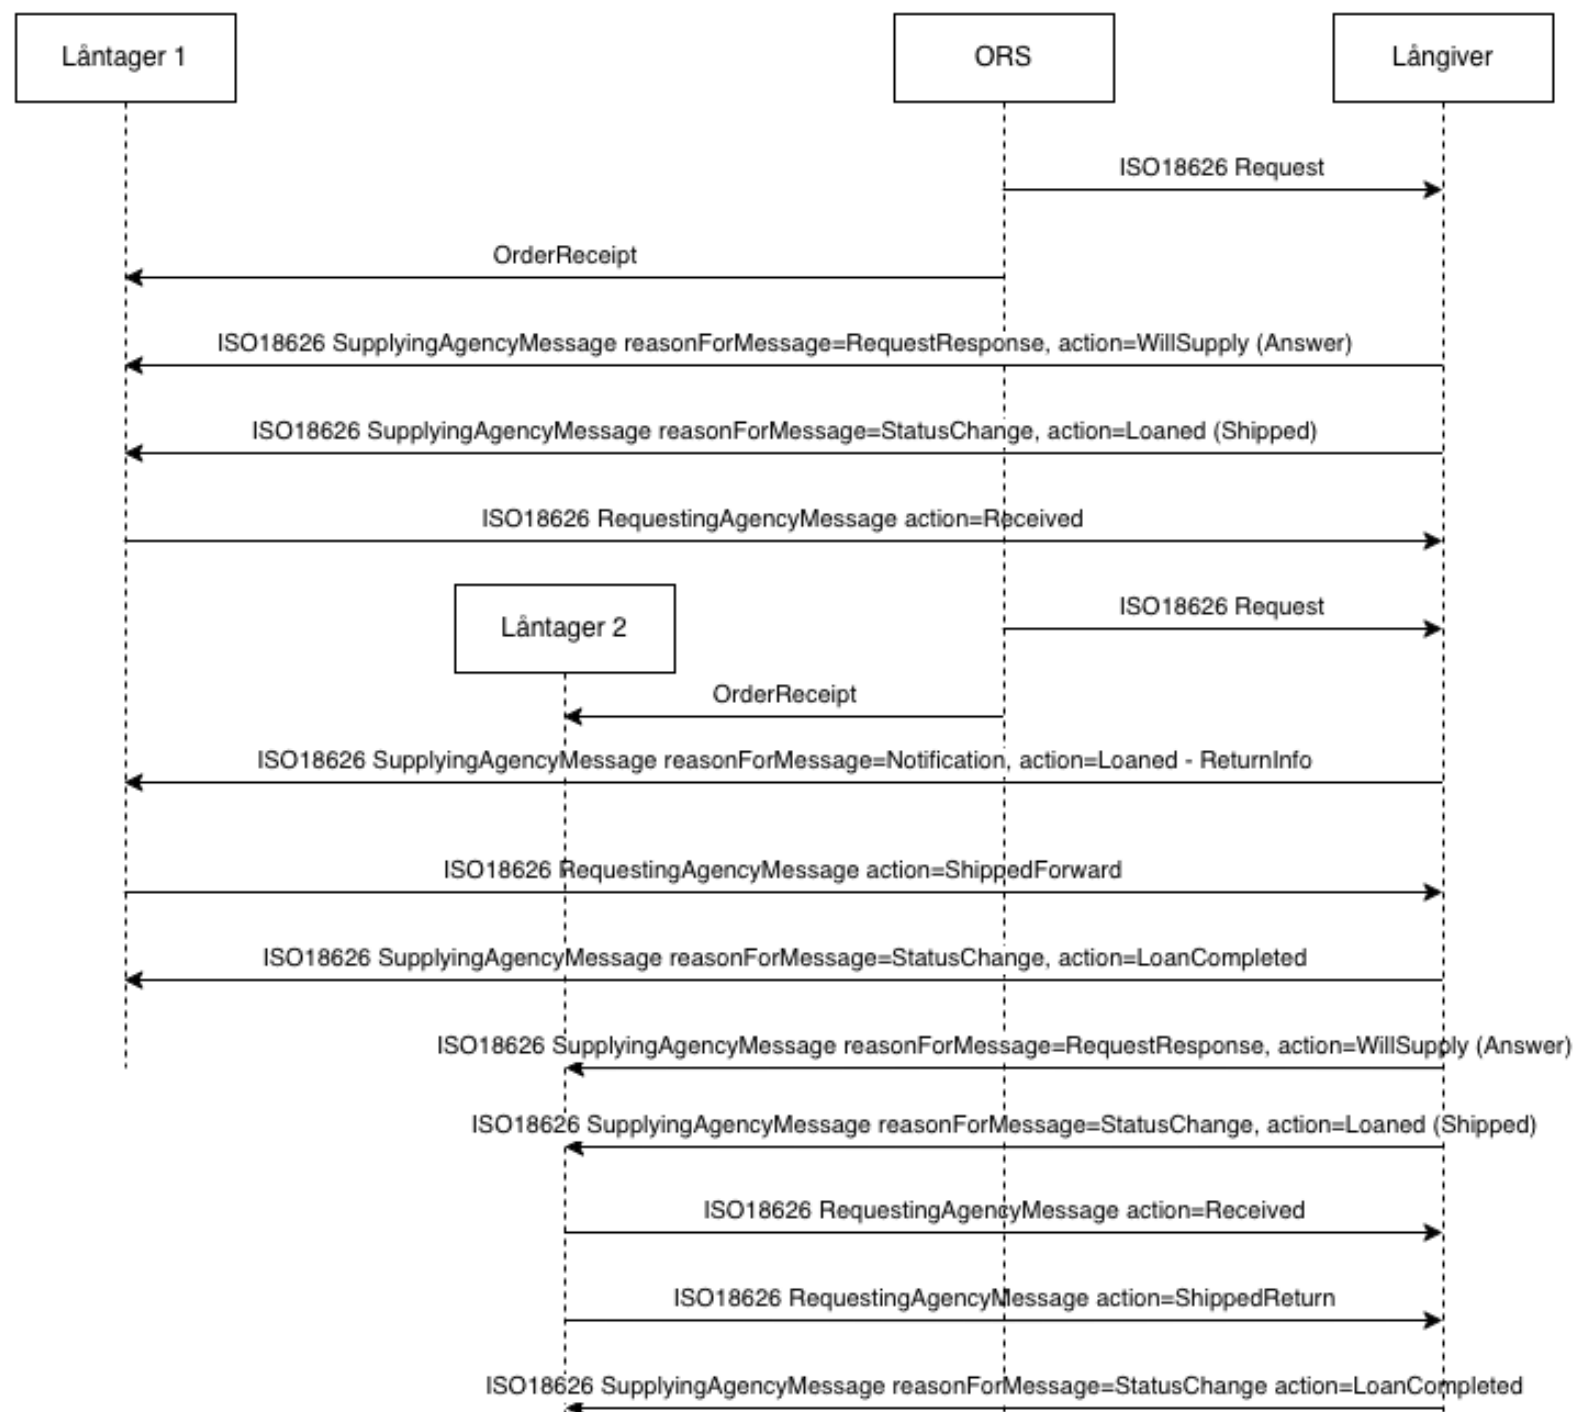 Låntager 1
ORS
Långiver
ISO18626 Request
OrderReceipt
ISO18626 SupplyingAgencyMessage reasonForMessage=RequestResponse, action=WillSupply (Answer)
ISO18626 SupplyingAgencyMessage reasonForMessage=StatusChange, action=Loaned (Shipped)
ISO18626 RequestingAgencyMessage action=Received
ISO18626 Request
Låntager 2
OrderReceipt
ISO18626 SupplyingAgencyMessage reasonForMessage=Notification, action=Loaned - ReturnInfo
ISO18626 RequestingAgencyMessage action=ShippedForward
ISO18626 SupplyingAgencyMessage reasonForMessage=StatusChange, action=LoanCompleted
ISO18626 SupplyingAgencyMessage reasonForMessage=RequestResponse, action=WillSupply (Answer)
ISO18626 SupplyingAgencyMessage reasonForMessage=StatusChange, action=Loaned (Shipped)
ISO18626 RequestingAgencyMessage action=Received
ISO18626 RequestingAgencyMessage action=ShippedReturn
ISO18626 SupplyingAgencyMessage reasonForMessage=StatusChange action=LoanCompleted